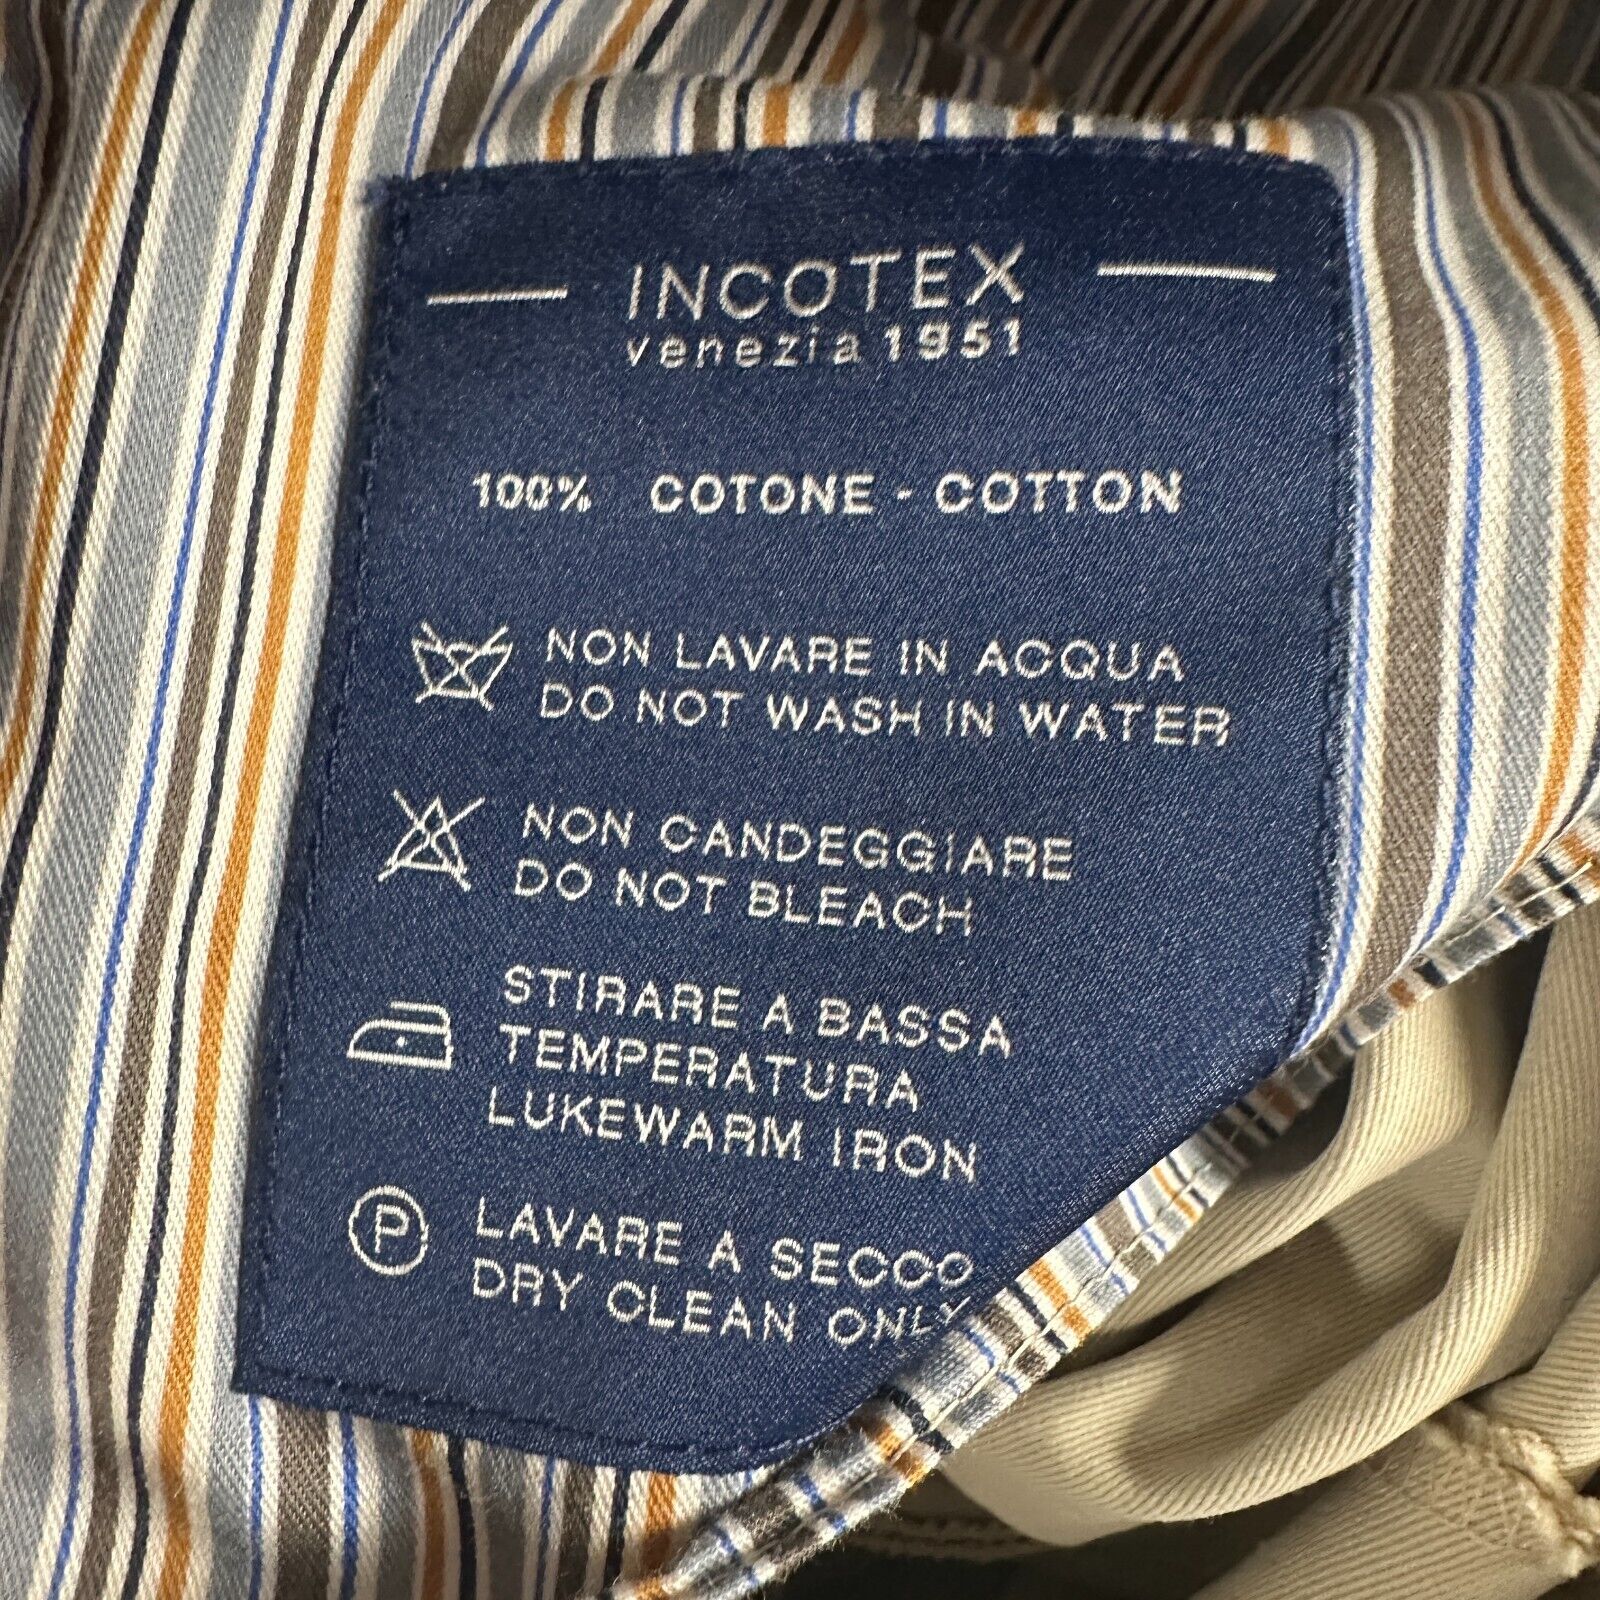 INCOTEX
venezia 1951
100% COTONE - COTTON
NON LAVARE IN ACQUA
DO NOT WASH IN WATER
NON CANDEGGIARE
DO NOT BLEACH
STIRARE A BASSA
TEMPERATURA
LUKEWARM IRON
P
LAVARE A SECCO
DRY CLEAN ONLY